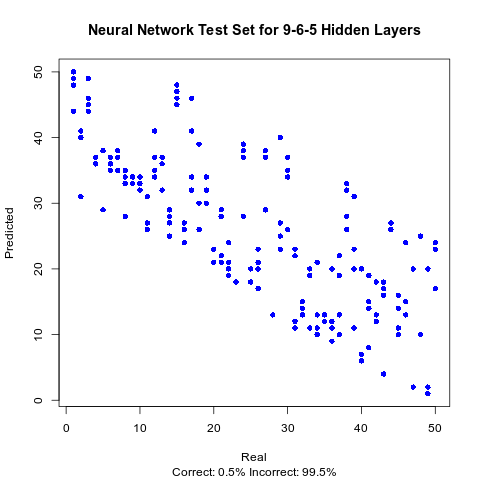 Neural Network Test Set for 9-6-5 Hidden Layers
Predicted
50
40
30
20
10
0
0 10 20 30 40 50
Real
Correct: 0.5% Incorrect: 99.5%